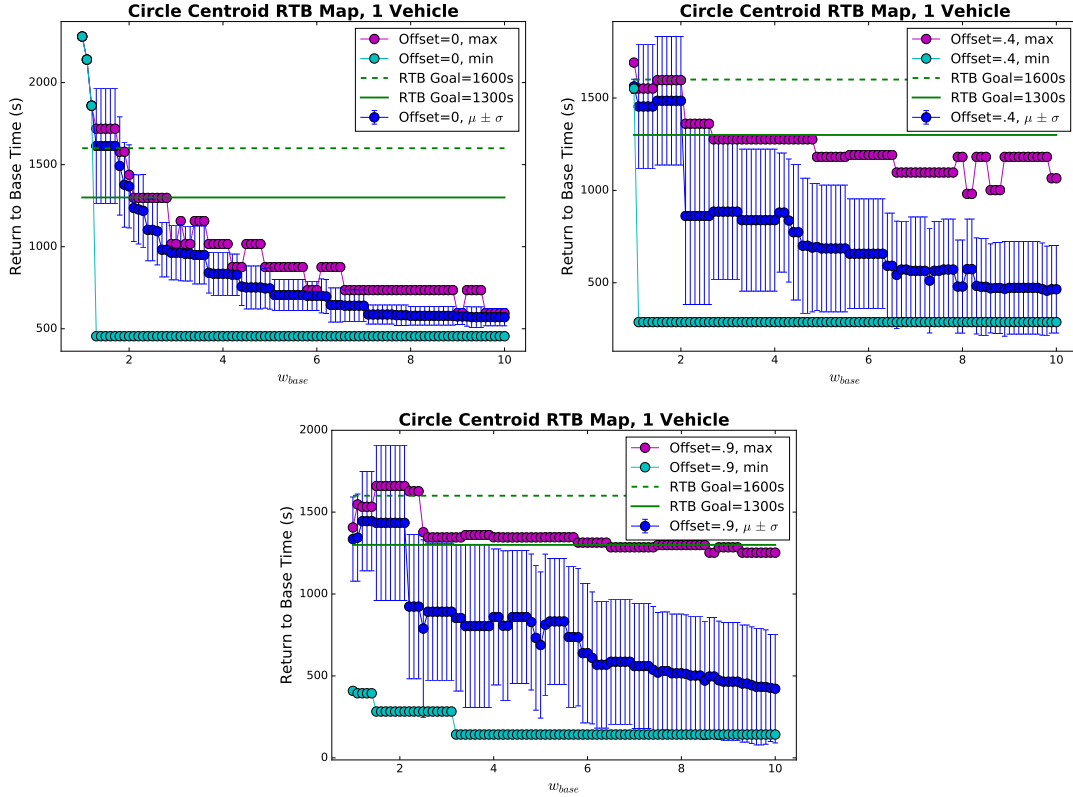 Circle Centroid RTB Map, 1 Vehicle
Offset=0, max
Offset=0, min
RTB Goal=1600s
RTB Goal=1300s
Offset=0, μ ± σ
Return to Base Time (s)
2000
1500
1000
500
2 4 6 8 10
w_base
Circle Centroid RTB Map, 1 Vehicle
Offset=.4, max
Offset=.4, min
RTB Goal=1600s
RTB Goal=1300s
Offset=.4, μ ± σ
Return to Base Time (s)
1500
1000
500
2 4 6 8 10
w_base
Circle Centroid RTB Map, 1 Vehicle
Offset=.9, max
Offset=.9, min
RTB Goal=1600s
RTB Goal=1300s
Offset=.9, μ ± σ
Return to Base Time (s)
2000
1500
1000
500
0
2 4 6 8 10
w_base